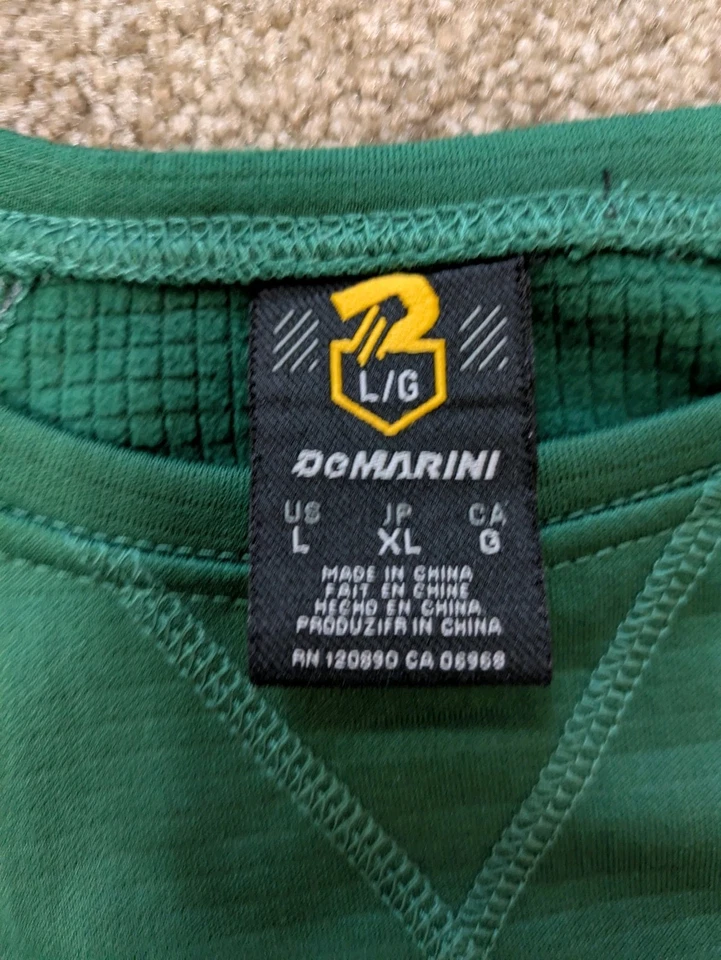 L/G
DeMARINI
US JP CA
L XL G
MADE IN CHINA
FAIT EN CHINE
HECHO EN CHINA
PRODUZIFR IN CHINA
RN 120890 CA 06968